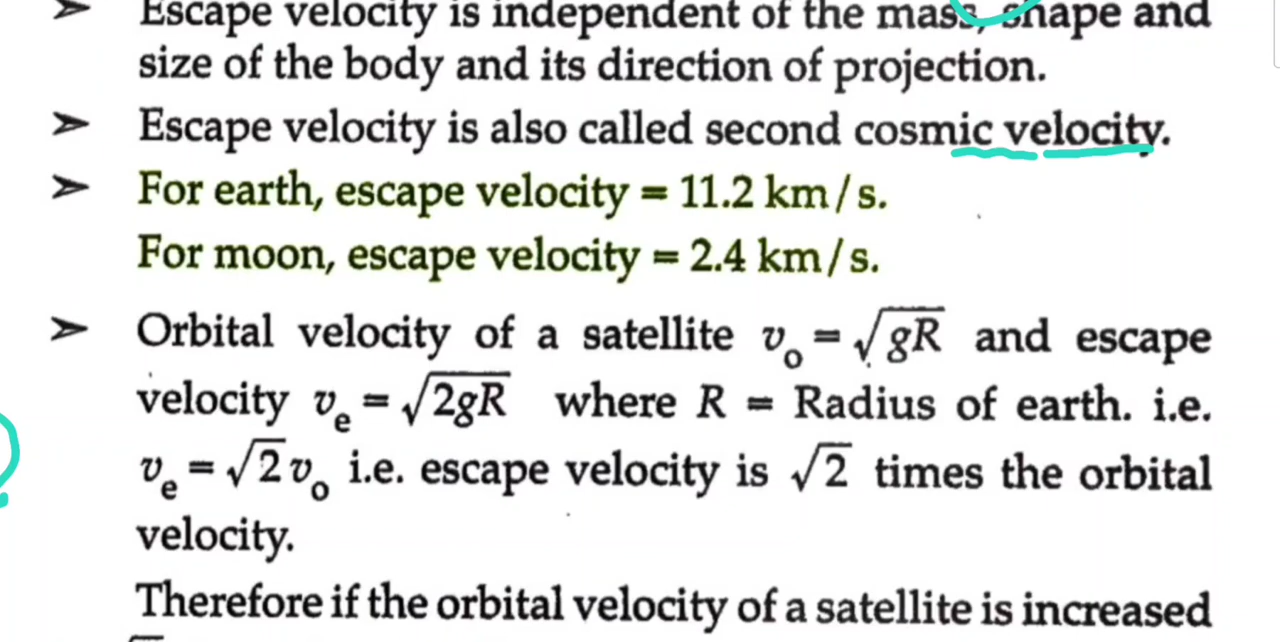 ➢ Escape velocity is independent of the mass, shape and
size of the body and its direction of projection.
➢ Escape velocity is also called second cosmic velocity.
➢ For earth, escape velocity = 11.2 km/s.
For moon, escape velocity = 2.4 km/s.
➢ Orbital velocity of a satellite vₒ = √gR and escape
velocity vₑ = √2gR where R = Radius of earth. i.e.
vₑ = √2 vₒ i.e. escape velocity is √2 times the orbital
velocity.
Therefore if the orbital velocity of a satellite is increased